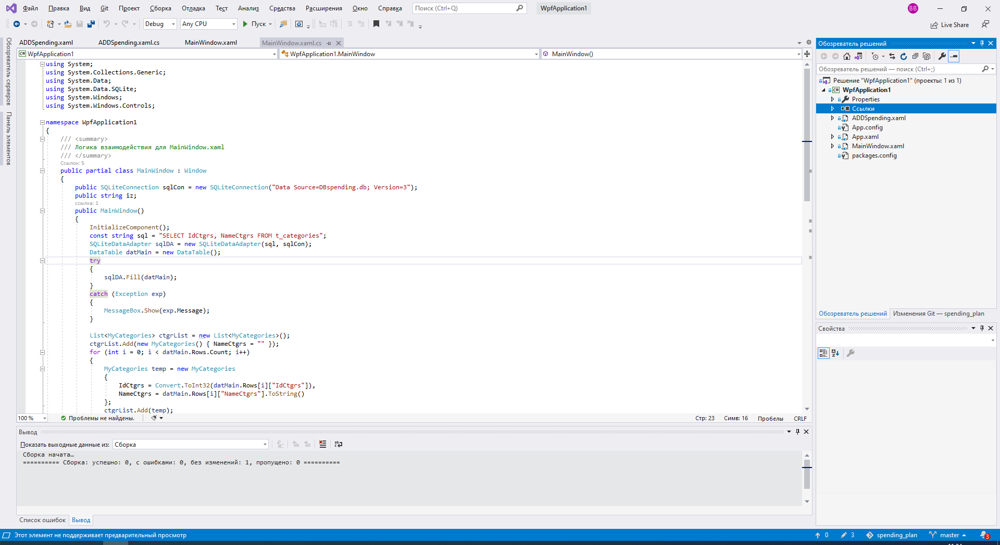 Файл Правка Вид Git Проект Сборка Отладка Тест Анализ Средства Расширения Окно Справка Поиск (Ctrl+Q) WpfApplication1 BB
Debug Any CPU Пуск Live Share
ADDSpending.xaml ADDSpending.xaml.cs MainWindow.xaml MainWindow.xaml.cs
WpfApplication1 WpfApplication1.MainWindow MainWindow()
Обозреватель серверов
Панель элементов
using System;
using System.Collections.Generic;
using System.Data;
using System.Data.SQLite;
using System.Windows;
using System.Windows.Controls;
namespace WpfApplication1
{
/// <summary>
/// Логика взаимодействия для MainWindow.xaml
/// </summary>
Ссылок: 5
public partial class MainWindow : Window
{
public SQLiteConnection sqlCon = new SQLiteConnection("Data Source=DBspending.db; Version=3");
public string iz;
ссылка: 1
public MainWindow()
{
InitializeComponent();
const string sql = "SELECT IdCtgrs, NameCtgrs FROM t_categories";
SQLiteDataAdapter sqlDA = new SQLiteDataAdapter(sql, sqlCon);
DataTable datMain = new DataTable();
try
{
sqlDA.Fill(datMain);
}
catch (Exception exp)
{
MessageBox.Show(exp.Message);
}
List<MyCategories> ctgrList = new List<MyCategories>();
ctgrList.Add(new MyCategories() { NameCtgrs = "" });
for (int i = 0; i < datMain.Rows.Count; i++)
{
MyCategories temp = new MyCategories
{
IdCtgrs = Convert.ToInt32(datMain.Rows[i]["IdCtgrs"]),
NameCtgrs = datMain.Rows[i]["NameCtgrs"].ToString()
};
ctgrList.Add(temp);
100 % Проблемы не найдены. Стр: 23 Симв: 16 Пробелы CRLF
Вывод
Показать выходные данные из: Сборка
Сборка начата…
========== Сборка: успешно: 0, с ошибками: 0, без изменений: 1, пропущено: 0 ==========
Список ошибок Вывод
Обозреватель решений
Обозреватель решений — поиск (Ctrl+;)
Решение "WpfApplication1" (проекты: 1 из 1)
C# WpfApplication1
Properties
Ссылки
ADDSpending.xaml
App.config
App.xaml
MainWindow.xaml
packages.config
Обозреватель решений Изменения Git — spending_plan
Свойства
Этот элемент не поддерживает предварительный просмотр 0 3 spending_plan master 3